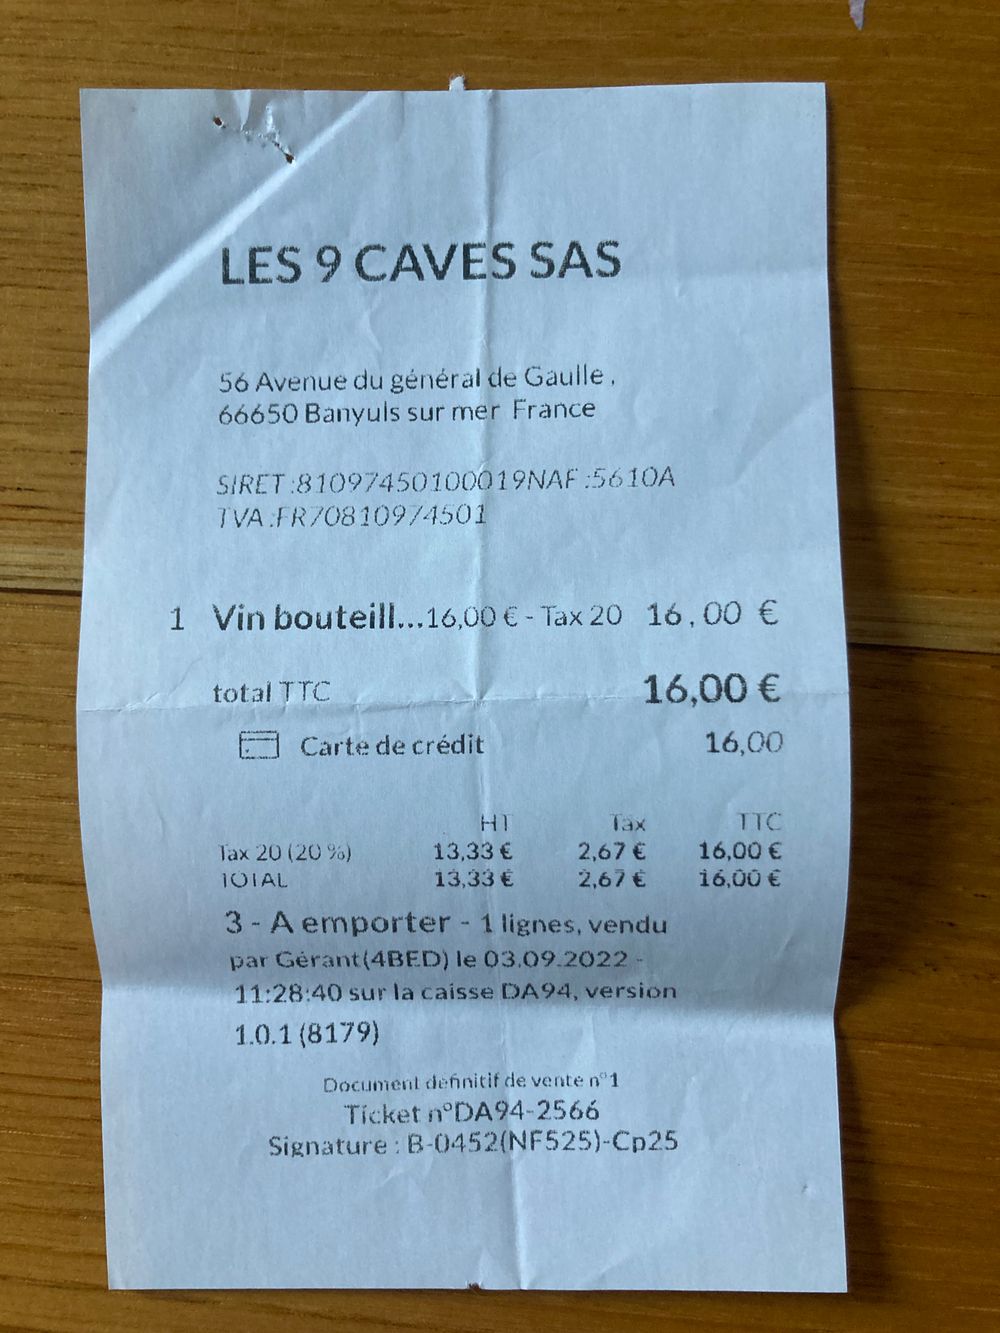 LES 9 CAVES SAS
56 Avenue du général de Gaulle ,
66650 Banyuls sur mer France
SIRET :81097450100019NAF :5610A
TVA :FR70810974501
1 Vin bouteill...16,00 € - Tax 20 16,00 €
total TTC 16,00 €
Carte de crédit 16,00
HT Tax TTC
Tax 20 (20 %) 13,33 € 2,67 € 16,00 €
TOTAL 13,33 € 2,67 € 16,00 €
3 - A emporter - 1 lignes, vendu
par Gérant(4BED) le 03.09.2022 -
11:28:40 sur la caisse DA94, version
1.0.1 (8179)
Document définitif de vente n°1
Ticket n°DA94-2566
Signature : B-0452(NF525)-Cp25